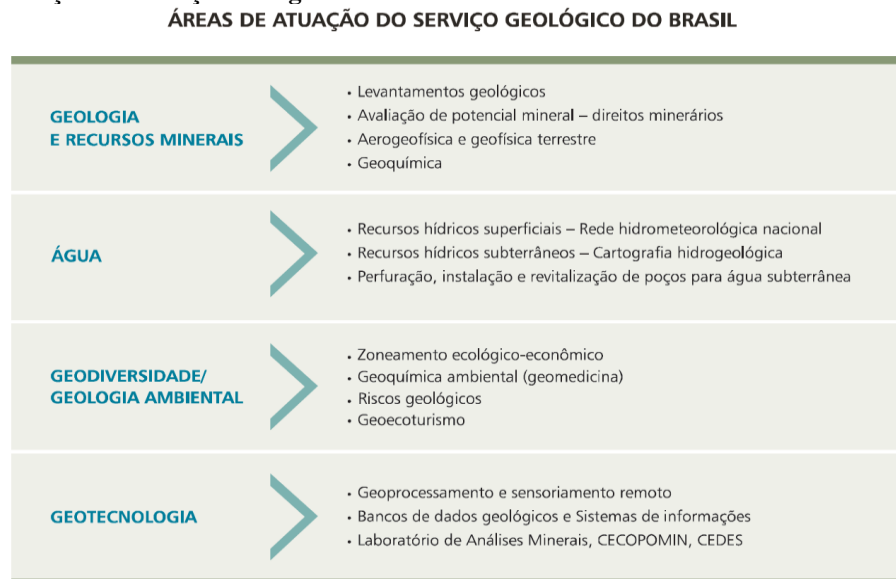 ÁREAS DE ATUAÇÃO DO SERVIÇO GEOLÓGICO DO BRASIL
GEOLOGIA
E RECURSOS MINERAIS
• Levantamentos geológicos
• Avaliação de potencial mineral – direitos minerários
• Aerogeofísica e geofísica terrestre
• Geoquímica
ÁGUA
• Recursos hídricos superficiais – Rede hidrometeorológica nacional
• Recursos hídricos subterrâneos – Cartografia hidrogeológica
• Perfuração, instalação e revitalização de poços para água subterrânea
GEODIVERSIDADE/
GEOLOGIA AMBIENTAL
• Zoneamento ecológico-econômico
• Geoquímica ambiental (geomedicina)
• Riscos geológicos
• Geoecoturismo
GEOTECNOLOGIA
• Geoprocessamento e sensoriamento remoto
• Bancos de dados geológicos e Sistemas de informações
• Laboratório de Análises Minerais, CECOPOMIN, CEDES